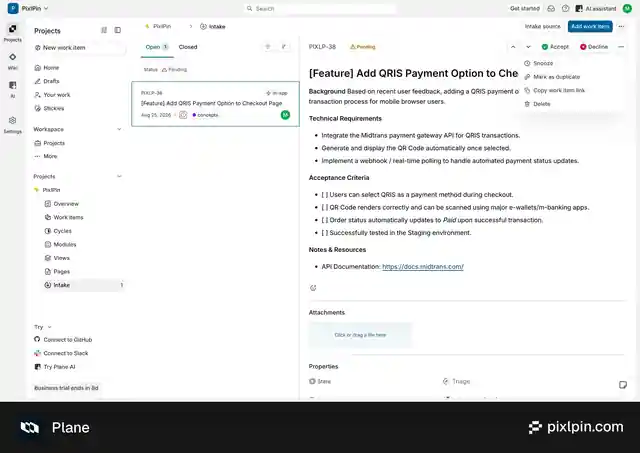 PixlPin
Search
Get started
AI assistant
M
Projects
Wiki
AI
Settings
Projects
New work item
Home
Drafts
Your work
Stickies
Workspace
Projects
More
Projects
PixlPin
Overview
Work items
Cycles
Modules
Views
Pages
Intake 1
Try
Connect to GitHub
Connect to Slack
Try Plane AI
Business trial ends in 8d
PixlPin > Intake
Intake source
Add work item
Open 1 Closed
Status Pending
PIXLP-38 In-app
[Feature] Add QRIS Payment Option to Checkout Page
Aug 25, 2026 concepts M
PIXLP-38 Pending
Accept Decline
Snooze
Mark as duplicate
Copy work item link
Delete
[Feature] Add QRIS Payment Option to Che
Background Based on recent user feedback, adding a QRIS payment o
transaction process for mobile browser users.
Technical Requirements
• Integrate the Midtrans payment gateway API for QRIS transactions.
• Generate and display the QR Code automatically once selected.
• Implement a webhook / real-time polling to handle automated payment status updates.
Acceptance Criteria
• [ ] Users can select QRIS as a payment method during checkout.
• [ ] QR Code renders correctly and can be scanned using major e-wallets/m-banking apps.
• [ ] Order status automatically updates to Paid upon successful transaction.
• [ ] Successfully tested in the Staging environment.
Notes & Resources
• API Documentation: https://docs.midtrans.com/
Attachments
Click or drag a file here
Properties
State Triage
Plane
pixlpin.com